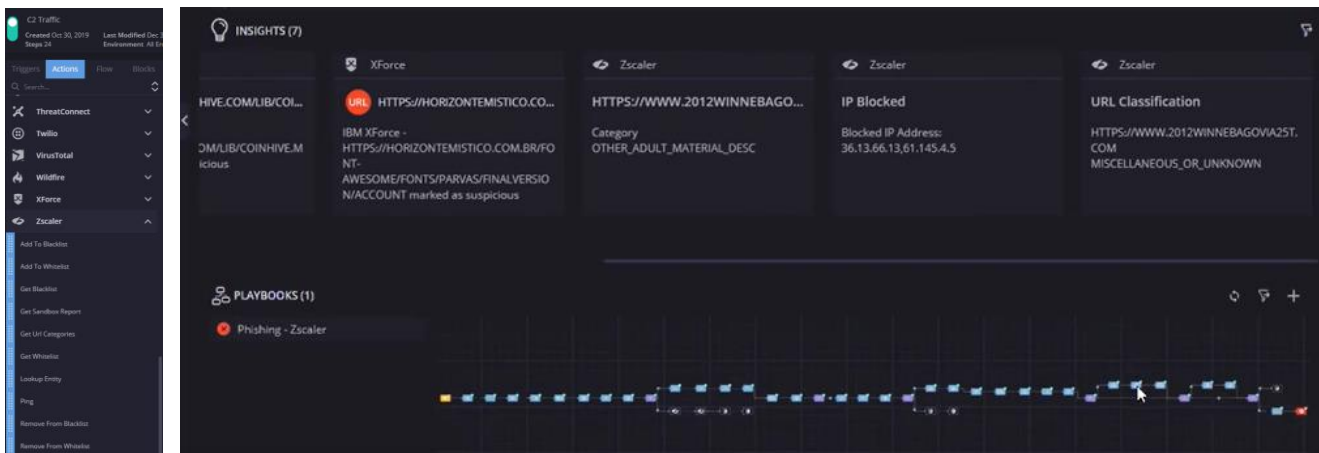 C2 Traffic
Created Oct 30, 2019 Last Modified Dec 3
Steps 24 Environment All En
Triggers Actions Flow Blocks
Search...
ThreatConnect
Twilio
VirusTotal
Wildfire
XForce
Zscaler
Add To Blacklist
Add To Whitelist
Get Blacklist
Get Sandbox Report
Get Url Categories
Get Whitelist
Lookup Entity
Ping
Remove From Blacklist
Remove From Whitelist
INSIGHTS (7)
HIVE.COM/LIB/COI...
OM/LIB/COINHIVE.M
icious
XForce
URL HTTPS://HORIZONTEMISTICO.CO...
IBM XForce -
HTTPS://HORIZONTEMISTICO.COM.BR/FO
NT-
AWESOME/FONTS/PARVAS/FINALVERSIO
N/ACCOUNT marked as suspicious
Zscaler
HTTPS://WWW.2012WINNEBAGO...
Category
OTHER_ADULT_MATERIAL_DESC
Zscaler
IP Blocked
Blocked IP Address:
36.13.66.13,61.145.4.5
Zscaler
URL Classification
HTTPS://WWW.2012WINNEBAGOVIA25T.
COM
MISCELLANEOUS_OR_UNKNOWN
PLAYBOOKS (1)
Phishing - Zscaler